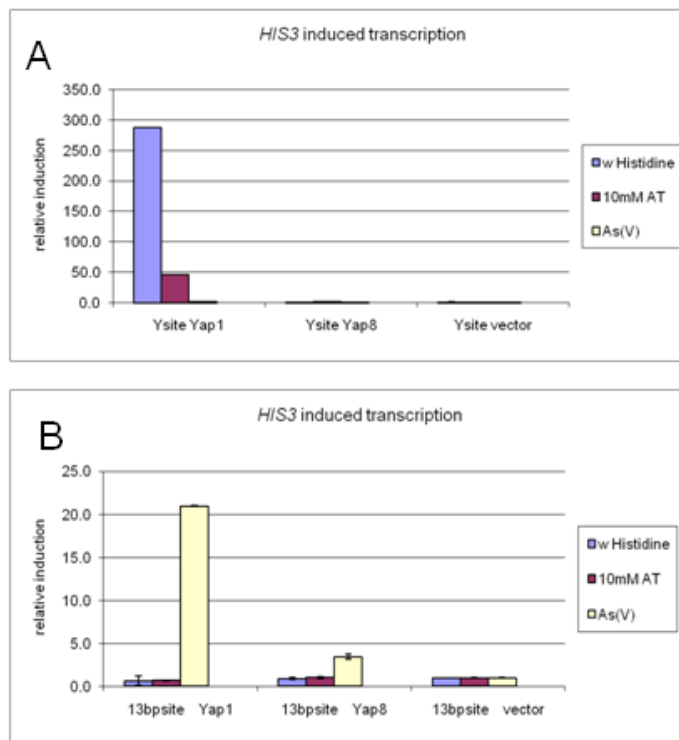 A
HIS3 induced transcription
relative induction
350.0
300.0
250.0
200.0
150.0
100.0
50.0
0.0
Ysite Yap1
Ysite Yap8
Ysite vector
w Histidine
10mM AT
As(V)
B
HIS3 induced transcription
relative induction
25.0
20.0
15.0
10.0
5.0
0.0
13bpsite Yap1
13bpsite Yap8
13bpsite vector
w Histidine
10mM AT
As(V)